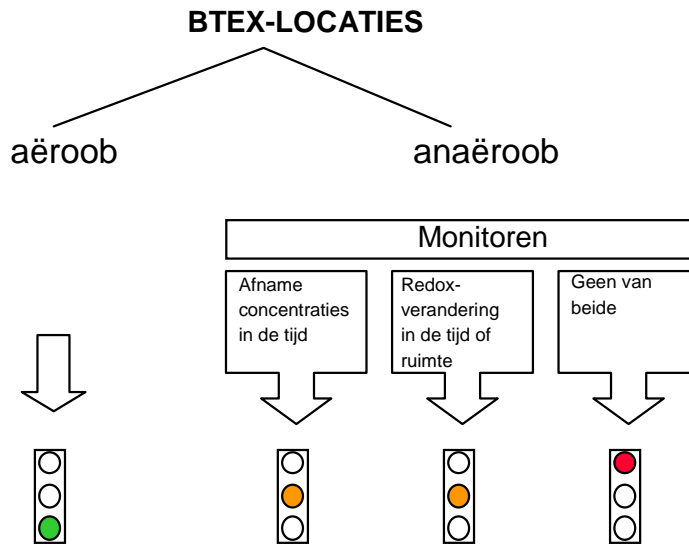 BTEX-LOCATIES
aëroob
anaëroob
Monitoren
Afname
concentraties
in de tijd
Redox-
verandering
in de tijd of
ruimte
Geen van
beide